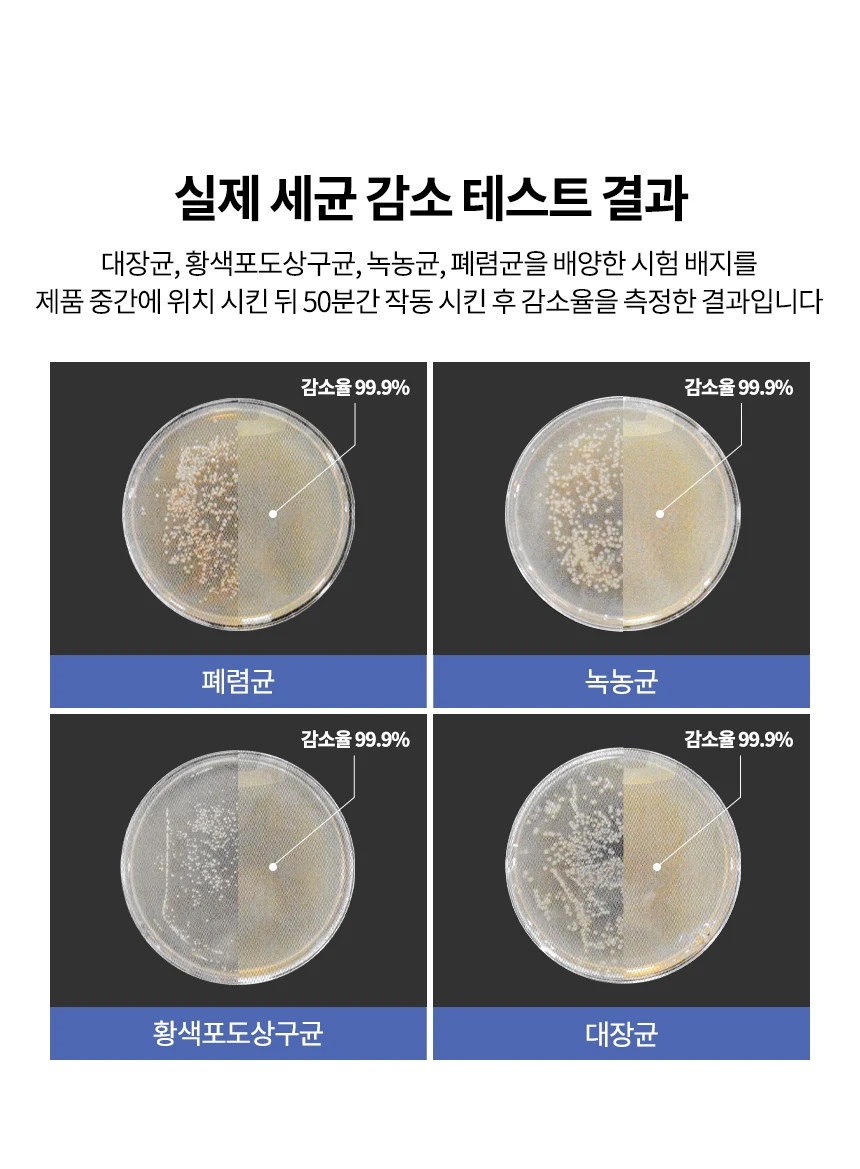 실제 세균 감소 테스트 결과
대장균, 황색포도상구균, 녹농균, 폐렴균을 배양한 시험 배지를
제품 중간에 위치 시킨 뒤 50분간 작동 시킨 후 감소율을 측정한 결과입니다
감소율 99.9%
감소율 99.9%
폐렴균
녹농균
감소율 99.9%
감소율 99.9%
황색포도상구균
대장균